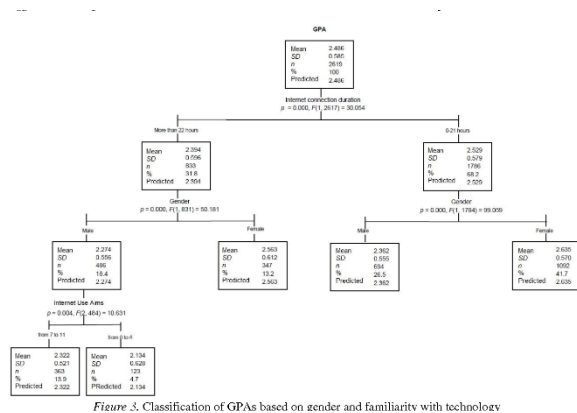 GPA
Mean 2.486
SD 0.585
n 2619
% 100
Predicted 2.486
Internet connection duration
p = 0.000, F(1, 2617) = 30.054
More than 22 hours
0-21 hours
Mean 2.394
SD 0.596
n 833
% 31.8
Predicted 2.394
Mean 2.529
SD 0.579
n 1786
% 68.2
Predicted 2.529
Gender
p = 0.000, F(1, 831) = 50.181
Gender
p = 0.000, F(1, 1784) = 99.059
Male
Female
Male
Female
Mean 2.274
SD 0.556
n 486
% 18.4
Predicted 2.274
Mean 2.563
SD 0.612
n 347
% 13.2
Predicted 2.563
Mean 2.362
SD 0.555
n 694
% 26.5
Predicted 2.362
Mean 2.635
SD 0.570
n 1092
% 41.7
Predicted 2.635
Internet Use Aims
p = 0.004, F(2, 484) = 10.631
from 7 to 11
Mean 2.322
SD 0.521
n 363
% 13.9
Predicted 2.322
Mean 2.134
SD 0.628
n 123
% 4.7
PRedicted 2.134
Figure 3. Classification of GPAs based on gender and familiarity with technology